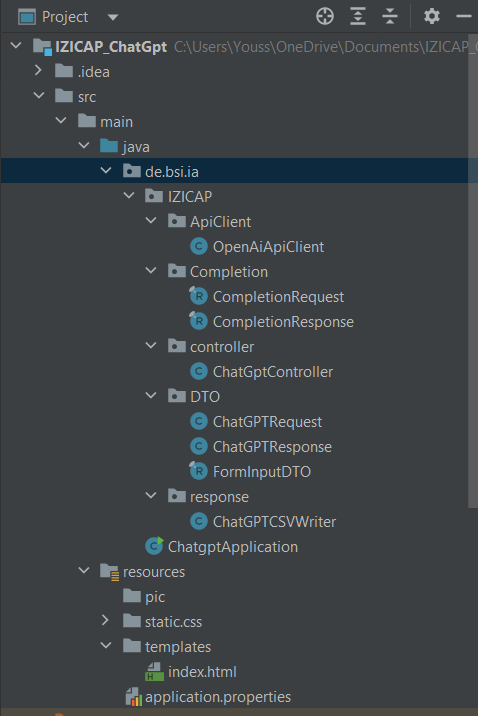 Project
IZICAP_ChatGpt C:\Users\Youss\OneDrive\Documents\IZICAP_
.idea
src
main
java
de.bsi.ia
IZICAP
ApiClient
C OpenAiApiClient
Completion
R CompletionRequest
R CompletionResponse
controller
C ChatGptController
DTO
C ChatGPTRequest
C ChatGPTResponse
R FormInputDTO
response
C ChatGPTCSVWriter
C ChatgptApplication
resources
pic
static.css
templates
H index.html
application.properties